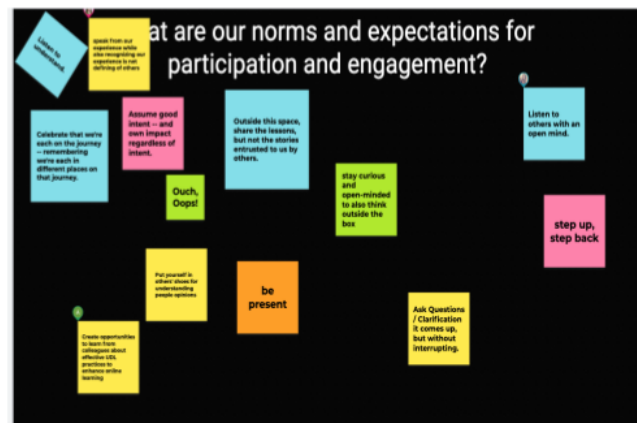 at are our norms and expectations for
participation and engagement?
Listen to
understand.
speak from our
experience while
also recognizing our
experience is not
defining of others
Celebrate that we're
each on the journey
-- remembering
we're each in
different places on
that journey.
Assume good
intent -- and
own impact
regardless of
intent.
Outside this space,
share the lessons,
but not the stories
entrusted to us by
others.
Listen to
others with an
open mind.
Ouch,
Oops!
stay curious
and
open-minded
to also think
outside the
box
step up,
step back
Put yourself in
others' shoes for
understanding
people opinions
be
present
Ask Questions
/ Clarification
it comes up,
but without
interrupting.
Create opportunities
to learn from
colleagues about
effective UDL
practices to
enhance online
learning